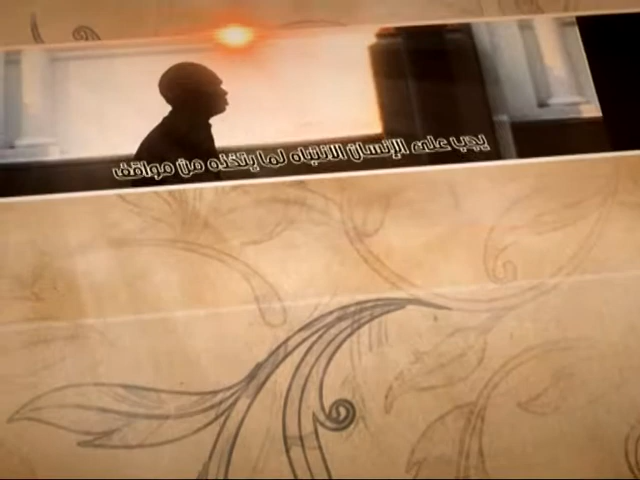 يجب على الإنسان الانتباه لما يتخذه من مواقف